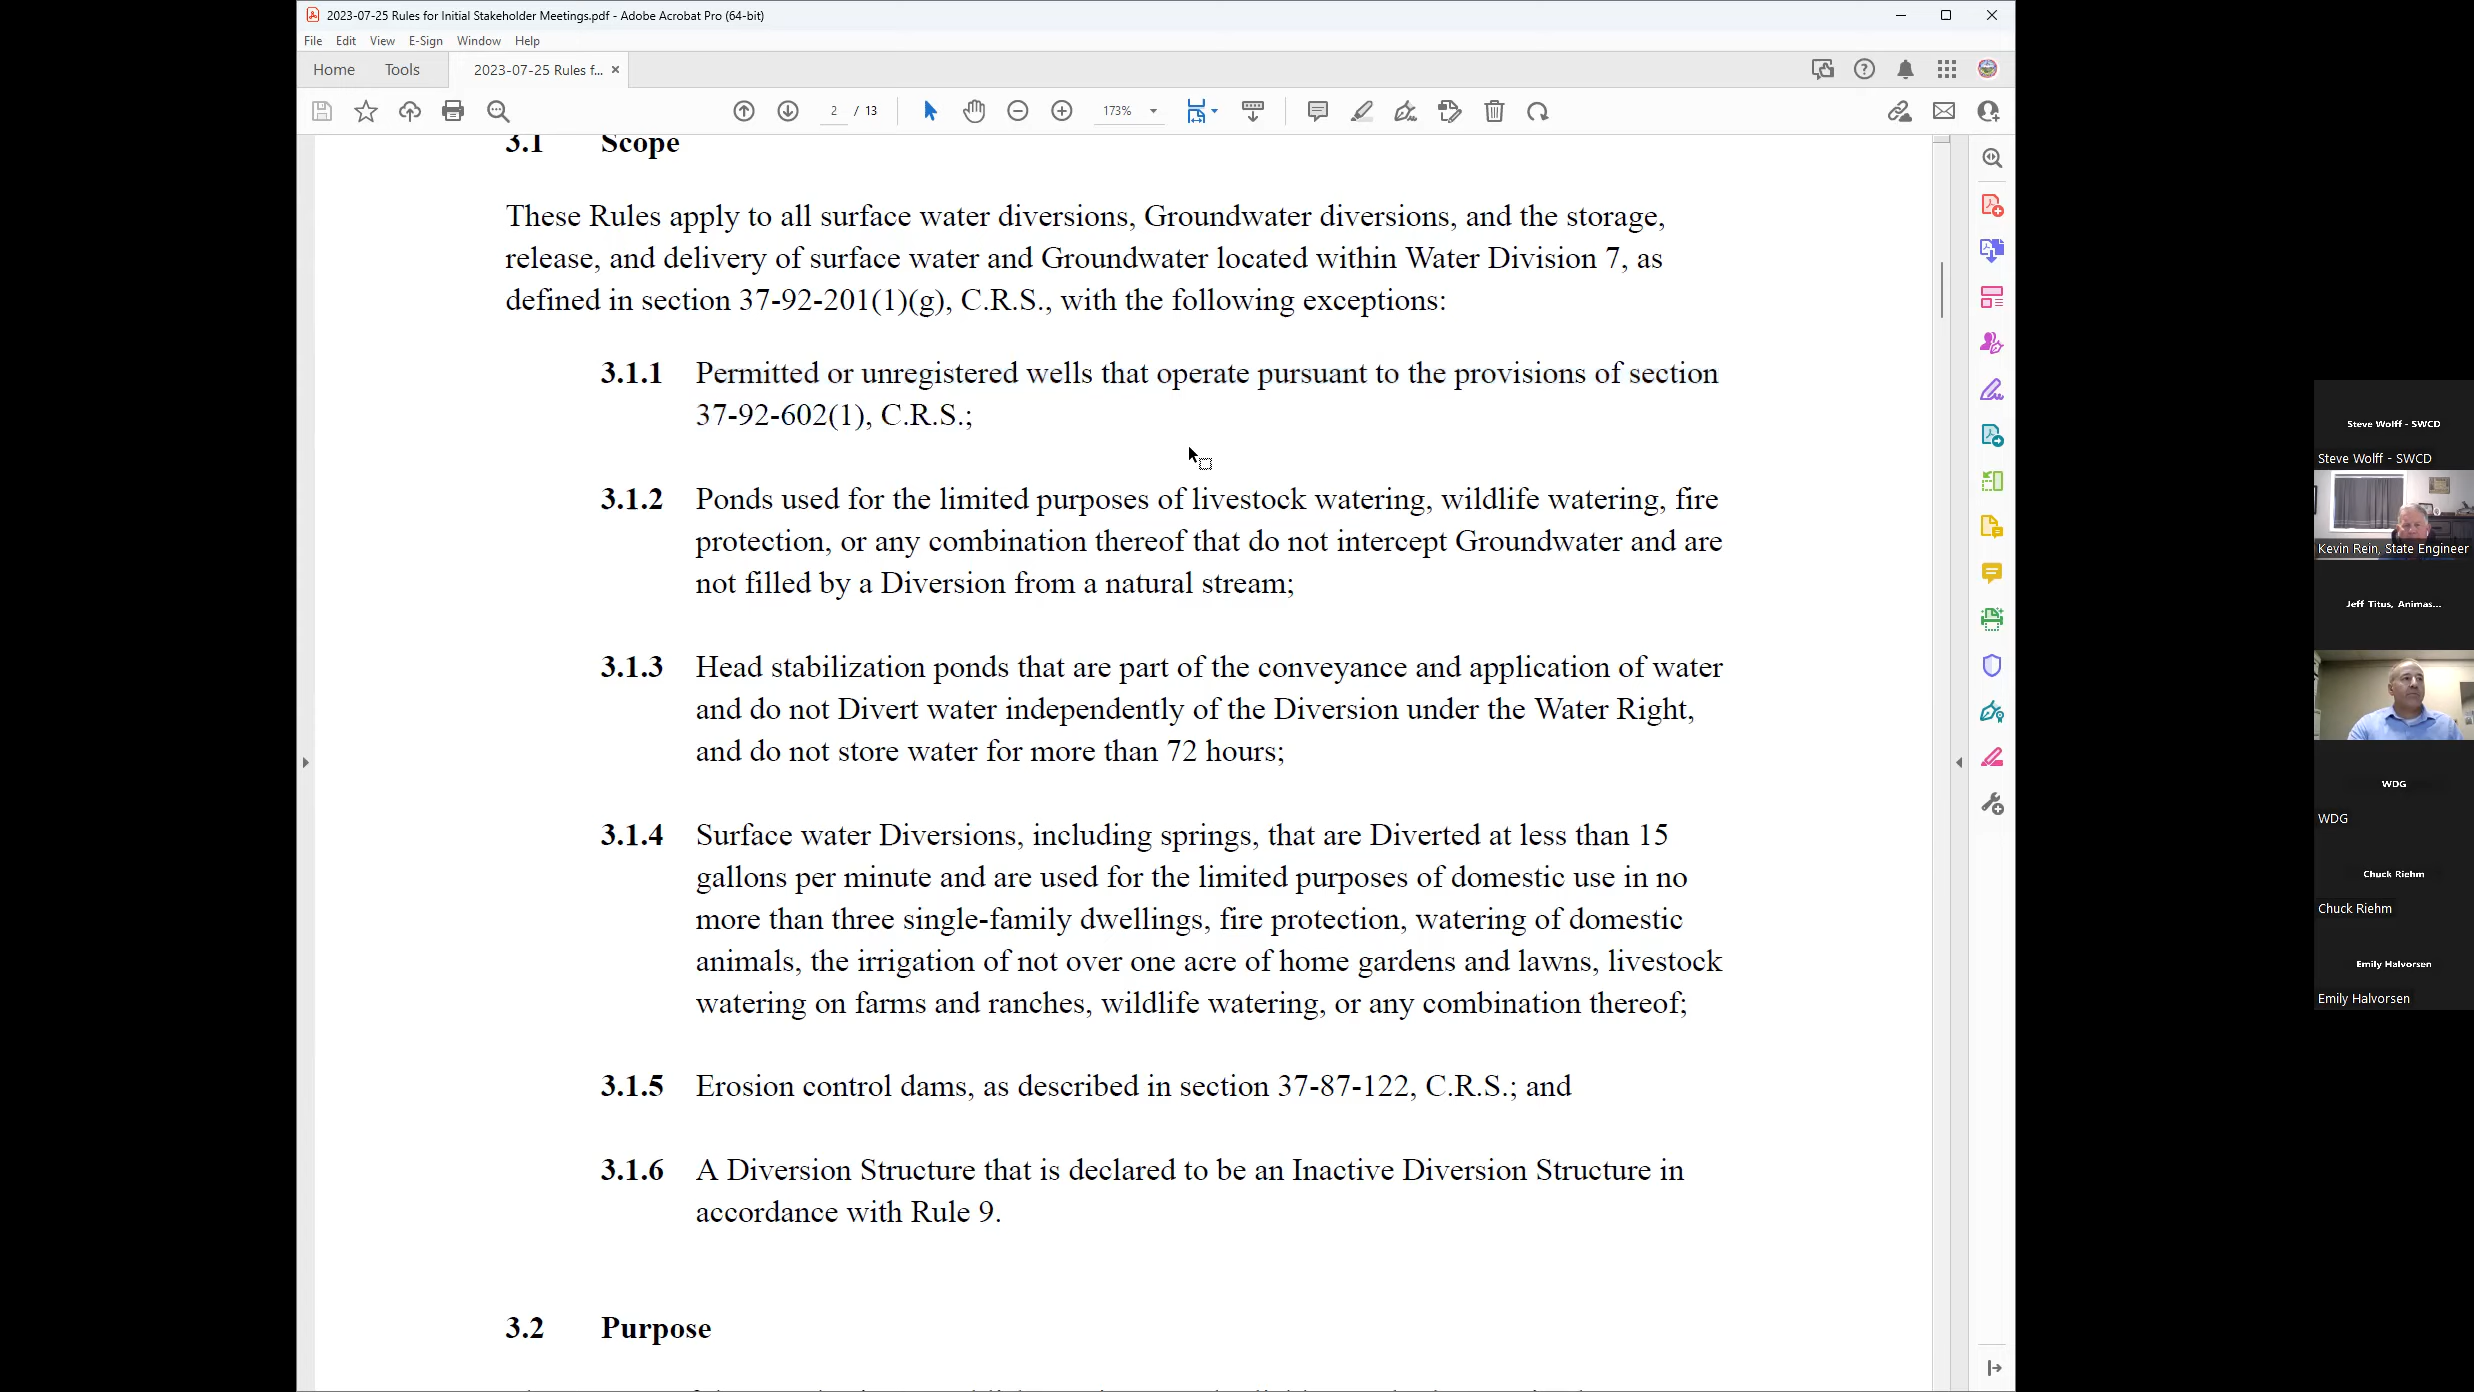 2023-07-25 Rules for Initial Stakeholder Meetings.pdf - Adobe Acrobat Pro (64-bit)
File Edit View E-Sign Window Help
Home Tools 2023-07-25 Rules f... ×
2 / 13 173%
3.1 Scope
These Rules apply to all surface water diversions, Groundwater diversions, and the storage,
release, and delivery of surface water and Groundwater located within Water Division 7, as
defined in section 37-92-201(1)(g), C.R.S., with the following exceptions:
3.1.1 Permitted or unregistered wells that operate pursuant to the provisions of section
37-92-602(1), C.R.S.;
3.1.2 Ponds used for the limited purposes of livestock watering, wildlife watering, fire
protection, or any combination thereof that do not intercept Groundwater and are
not filled by a Diversion from a natural stream;
3.1.3 Head stabilization ponds that are part of the conveyance and application of water
and do not Divert water independently of the Diversion under the Water Right,
and do not store water for more than 72 hours;
3.1.4 Surface water Diversions, including springs, that are Diverted at less than 15
gallons per minute and are used for the limited purposes of domestic use in no
more than three single-family dwellings, fire protection, watering of domestic
animals, the irrigation of not over one acre of home gardens and lawns, livestock
watering on farms and ranches, wildlife watering, or any combination thereof;
3.1.5 Erosion control dams, as described in section 37-87-122, C.R.S.; and
3.1.6 A Diversion Structure that is declared to be an Inactive Diversion Structure in
accordance with Rule 9.
3.2 Purpose
Steve Wolff - SWCD
Steve Wolff - SWCD
Kevin Rein, State Engineer
Jeff Titus, Animas...
WDG
WDG
Chuck Riehm
Chuck Riehm
Emily Halvorsen
Emily Halvorsen